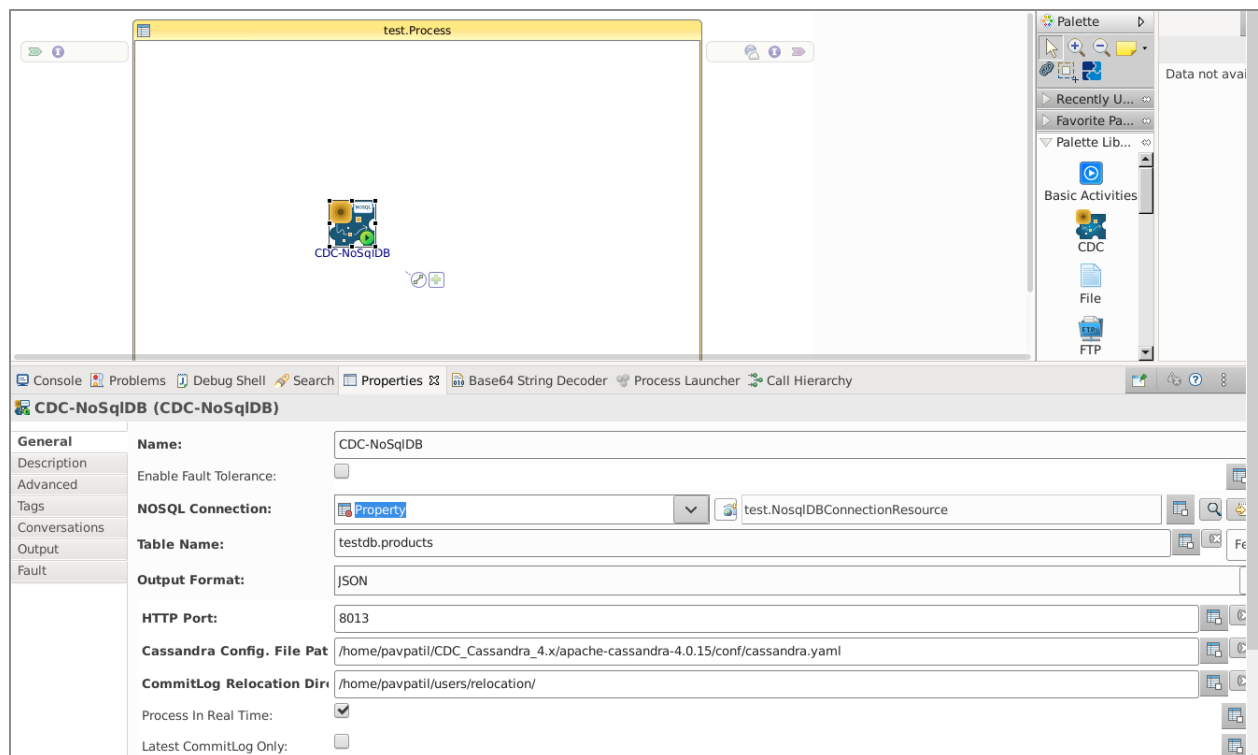 test.Process
Palette
Data not avai
Recently U...
Favorite Pa...
Palette Lib...
Basic Activities
NOSQL
CDC-NoSqlDB
CDC
File
FTP
FTP
Console Problems Debug Shell Search Properties Base64 String Decoder Process Launcher Call Hierarchy
CDC-NoSqlDB (CDC-NoSqlDB)
General
Description
Advanced
Tags
Conversations
Output
Fault
Name: CDC-NoSqlDB
Enable Fault Tolerance:
NOSQL Connection: Property test.NosqlDBConnectionResource
Table Name: testdb.products Fe
Output Format: JSON
HTTP Port: 8013
Cassandra Config. File Pat /home/pavpatil/CDC_Cassandra_4.x/apache-cassandra-4.0.15/conf/cassandra.yaml
CommitLog Relocation Dire /home/pavpatil/users/relocation/
Process In Real Time:
Latest CommitLog Only: